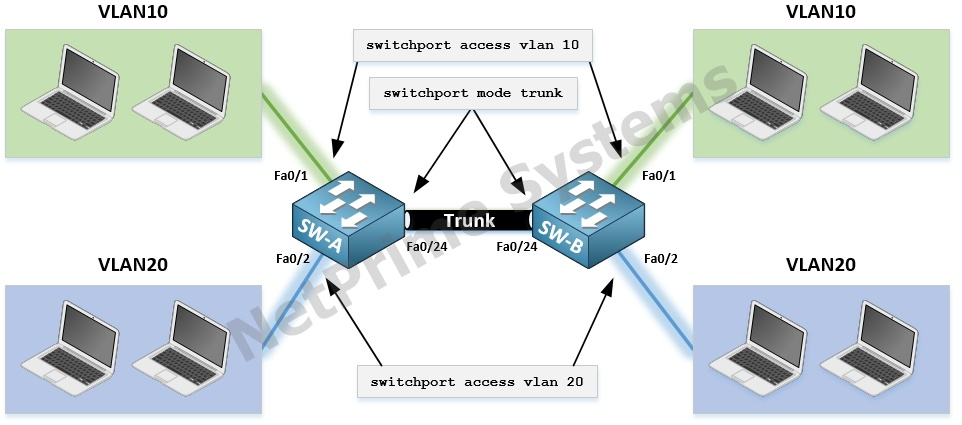 VLAN10
VLAN10
switchport access vlan 10
switchport mode trunk
Fa0/1
Fa0/1
SW-A
Trunk
SW-B
Fa0/24
Fa0/24
Fa0/2
Fa0/2
VLAN20
VLAN20
switchport access vlan 20
NetPrime Systems